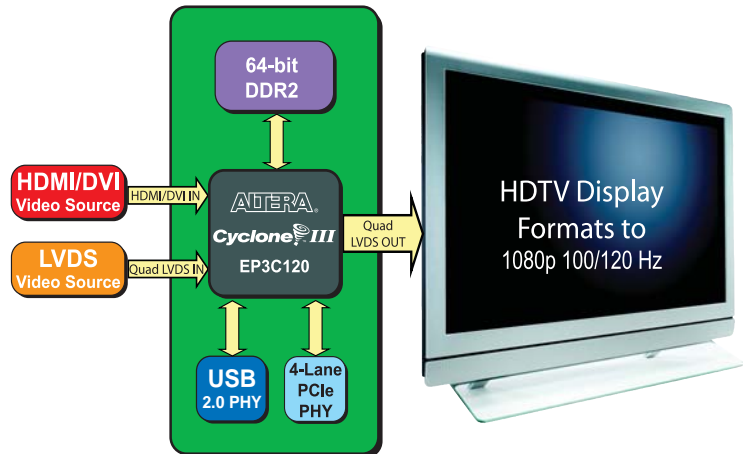 64-bit
DDR2
HDMI/DVI
Video Source
HDMI/DVI IN
ALTERA®
Cyclone III
EP3C120
LVDS
Video Source
Quad LVDS IN
Quad
LVDS OUT
USB
2.0 PHY
4-Lane
PCIe
PHY
HDTV Display
Formats to
1080p 100/120 Hz